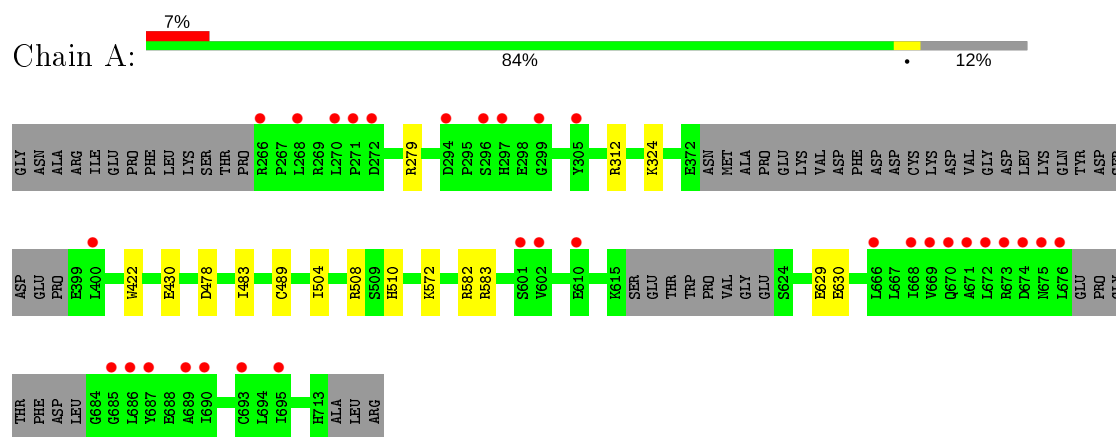 7%
Chain A:
84% • 12%
GLY ASN ALA ARG ILE GLU PRO PHE LEU LYS SER THR PRO R266 P267 L268 R269 L270 P271 D272 R279 D294 P295 S296 H297 E298 G299 Y305 R312 K324 E372 ASN MET ALA PRO GLU LYS VAL ASP PHE ASP ASP CYS LYS ASP VAL GLY ASP LEU LYS GLN TYR ASP SER
ASP GLU PRO E399 L400 W422 E430 D478 I483 C489 I504 R508 S509 H510 K572 R582 R583 S601 V602 E610 K615 SER GLU THR TRP PRO VAL GLY GLU S624 E629 E630 L666 L667 I668 V669 Q670 A671 L672 R673 D674 N675 L676 GLU PRO GLY
THR PHE ASP LEU G684 G685 L686 Y687 E688 A689 I690 C693 L694 I695 H713 ALA LEU ARG